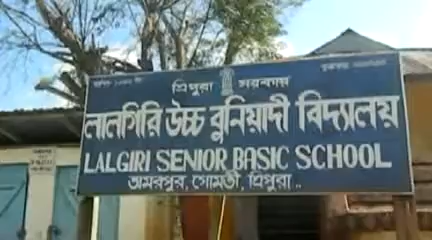 ত্রিপুরা সরকার
লালগিরি উচ্চ বুনিয়াদী বিদ্যালয়
LALGIRI SENIOR BASIC SCHOOL
অমরপুর, গোমতী, ত্রিপুরা ..